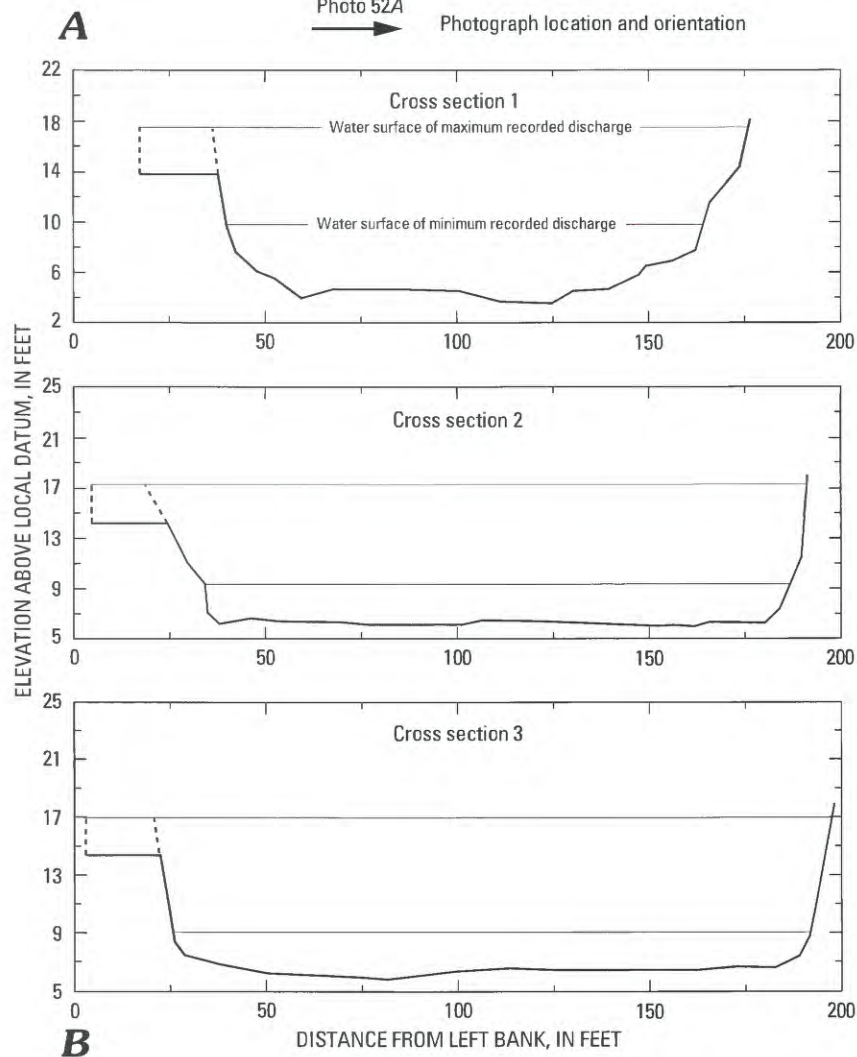 Photo 52A
A
Photograph location and orientation
22
18
14
10
6
2
Cross section 1
Water surface of maximum recorded discharge
Water surface of minimum recorded discharge
0 50 100 150 200
ELEVATION ABOVE LOCAL DATUM, IN FEET
25
21
17
13
9
5
Cross section 2
0 50 100 150 200
25
21
17
13
9
5
Cross section 3
0 50 100 150 200
B
DISTANCE FROM LEFT BANK, IN FEET